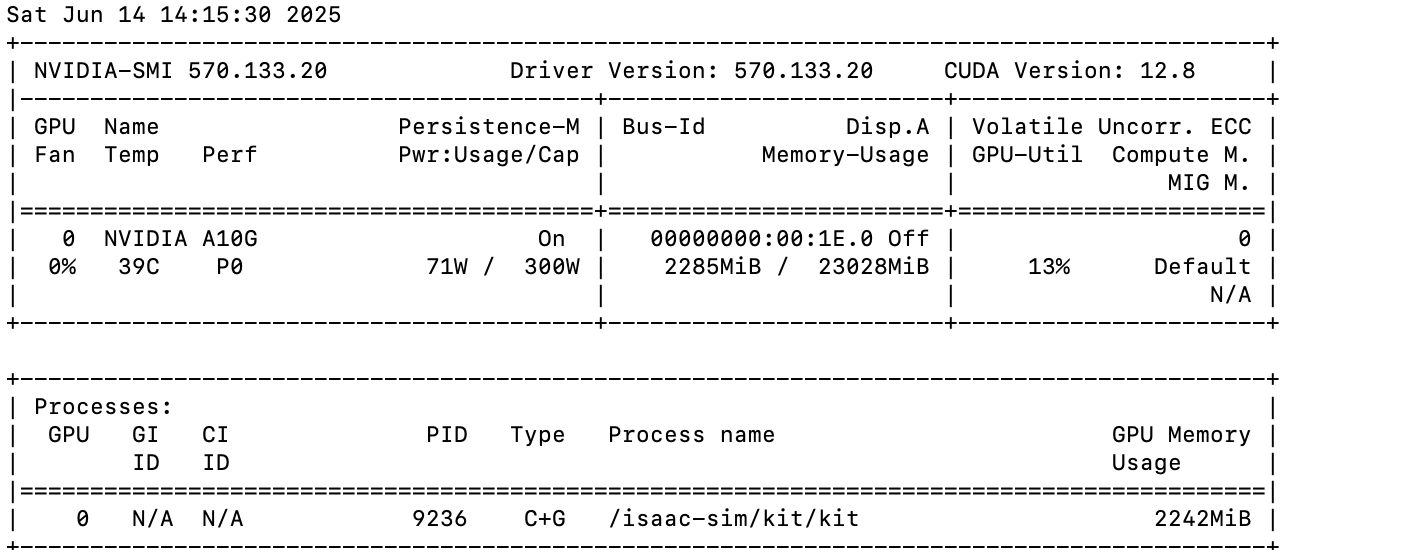 Sat Jun 14 14:15:30 2025
+-----------------------------------------------------------------------------------------+
| NVIDIA-SMI 570.133.20             Driver Version: 570.133.20     CUDA Version: 12.8     |
|-----------------------------------------+------------------------+----------------------+
| GPU  Name                 Persistence-M | Bus-Id          Disp.A | Volatile Uncorr. ECC |
| Fan  Temp   Perf          Pwr:Usage/Cap |           Memory-Usage | GPU-Util  Compute M. |
|                                         |                        |               MIG M. |
|=========================================+========================+======================|
|   0  NVIDIA A10G                    On  |   00000000:00:1E.0 Off |                    0 |
|  0%   39C    P0             71W /  300W |    2285MiB /  23028MiB |     13%      Default |
|                                         |                        |                  N/A |
+-----------------------------------------+------------------------+----------------------+

+-----------------------------------------------------------------------------------------+
| Processes:                                                                              |
|  GPU   GI   CI              PID   Type   Process name                        GPU Memory |
|        ID   ID                                                               Usage      |
|=========================================================================================|
|    0   N/A  N/A            9236    C+G   /isaac-sim/kit/kit                     2242MiB |
+-----------------------------------------------------------------------------------------+